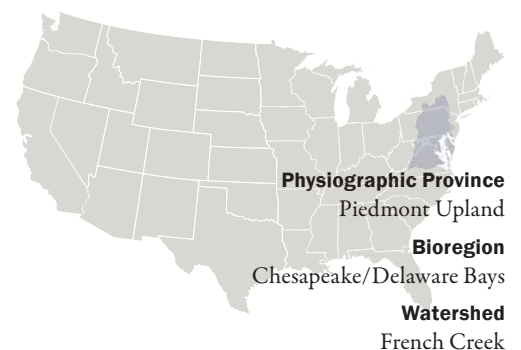 Physiographic Province
Piedmont Upland
Bioregion
Chesapeake/Delaware Bays
Watershed
French Creek